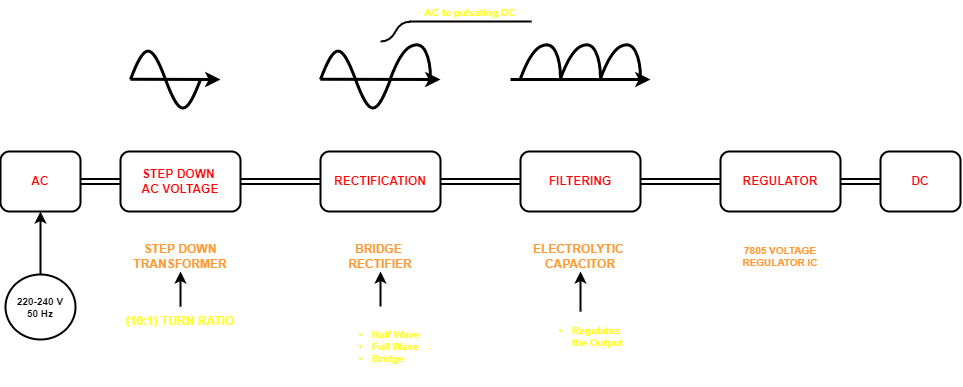 AC to pulsating DC
AC
STEP DOWN
AC VOLTAGE
RECTIFICATION
FILTERING
REGULATOR
DC
STEP DOWN
TRANSFORMER
BRIDGE
RECTIFIER
ELECTROLYTIC
CAPACITOR
7805 VOLTAGE
REGULATOR IC
220-240 V
50 Hz
(10:1) TURN RATIO
• Half Wave
• Full Wave
• Bridge
• Regulates
the Output